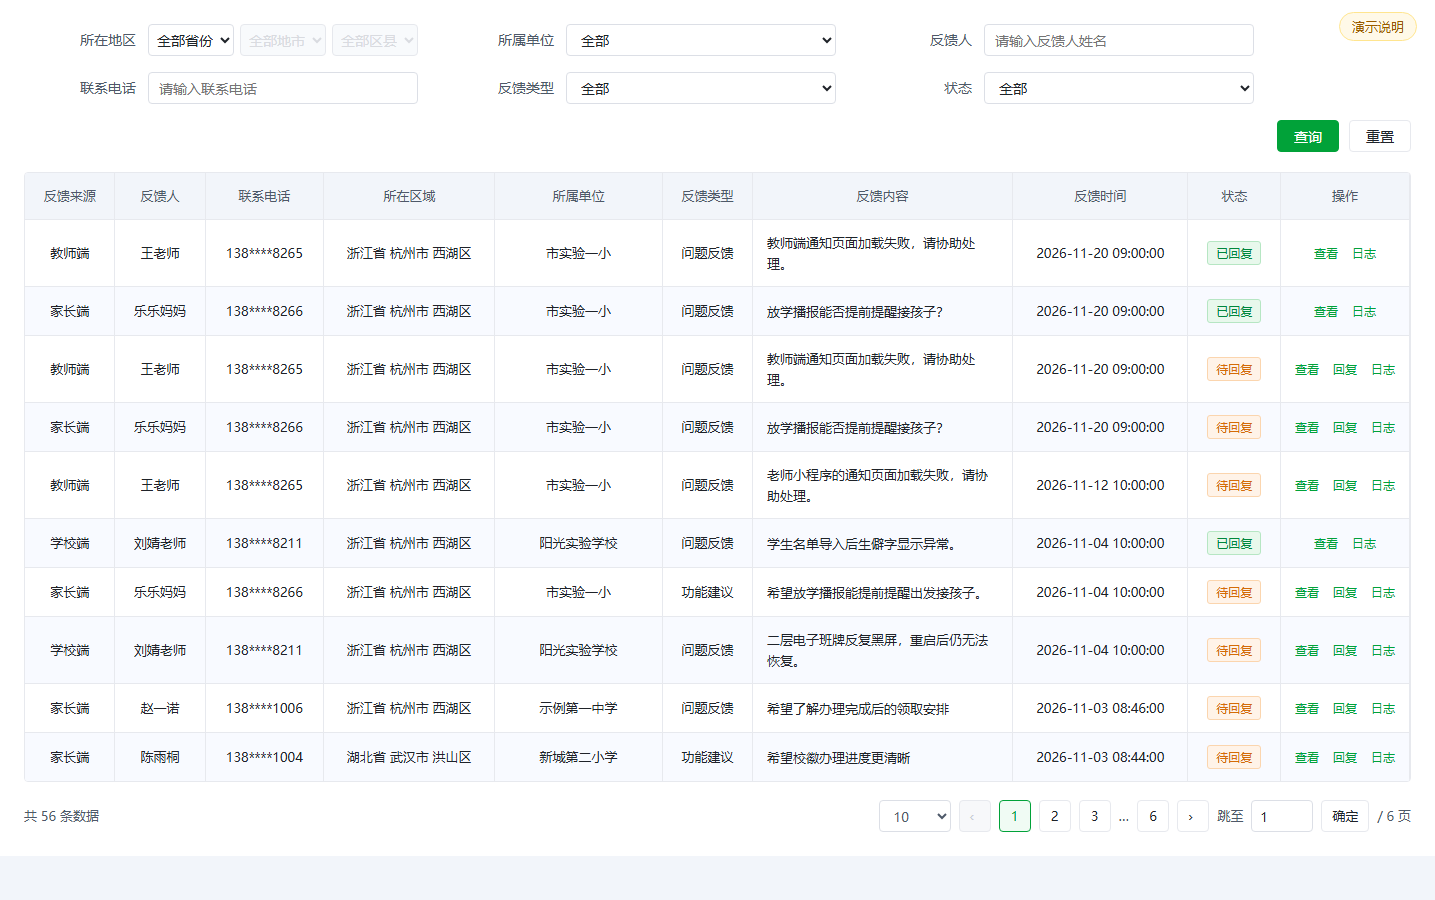 所在地区 全部省份 全部地市 全部区县 所属单位 全部 反馈人 请输入反馈人姓名 演示说明
联系电话 请输入联系电话 反馈类型 全部 状态 全部
查询 重置
反馈来源 反馈人 联系电话 所在区域 所属单位 反馈类型 反馈内容 反馈时间 状态 操作
教师端 王老师 138****8265 浙江省 杭州市 西湖区 市实验一小 问题反馈 教师端通知页面加载失败，请协助处 2026-11-20 09:00:00 已回复 查看 日志
理。
家长端 乐乐妈妈 138****8266 浙江省 杭州市 西湖区 市实验一小 问题反馈 放学播报能否提前提醒接孩子？ 2026-11-20 09:00:00 已回复 查看 日志
教师端 王老师 138****8265 浙江省 杭州市 西湖区 市实验一小 问题反馈 教师端通知页面加载失败，请协助处 2026-11-20 09:00:00 待回复 查看 回复 日志
理。
家长端 乐乐妈妈 138****8266 浙江省 杭州市 西湖区 市实验一小 问题反馈 放学播报能否提前提醒接孩子？ 2026-11-20 09:00:00 待回复 查看 回复 日志
教师端 王老师 138****8265 浙江省 杭州市 西湖区 市实验一小 问题反馈 老师小程序的通知页面加载失败，请协 2026-11-12 10:00:00 待回复 查看 回复 日志
助处理。
学校端 刘婧老师 138****8211 浙江省 杭州市 西湖区 阳光实验学校 问题反馈 学生名单导入后生僻字显示异常。 2026-11-04 10:00:00 已回复 查看 日志
家长端 乐乐妈妈 138****8266 浙江省 杭州市 西湖区 市实验一小 功能建议 希望放学播报能提前提醒出发接孩子。 2026-11-04 10:00:00 待回复 查看 回复 日志
学校端 刘婧老师 138****8211 浙江省 杭州市 西湖区 阳光实验学校 问题反馈 二层电子班牌反复黑屏，重启后仍无法 2026-11-04 10:00:00 待回复 查看 回复 日志
恢复。
家长端 赵一诺 138****1006 浙江省 杭州市 西湖区 示例第一中学 问题反馈 希望了解办理完成后的领取安排 2026-11-03 08:46:00 待回复 查看 回复 日志
家长端 陈雨桐 138****1004 湖北省 武汉市 洪山区 新城第二小学 功能建议 希望校徽办理进度更清晰 2026-11-03 08:44:00 待回复 查看 回复 日志
共 56 条数据 10 ‹ 1 2 3 ... 6 › 跳至 1 确定 / 6 页